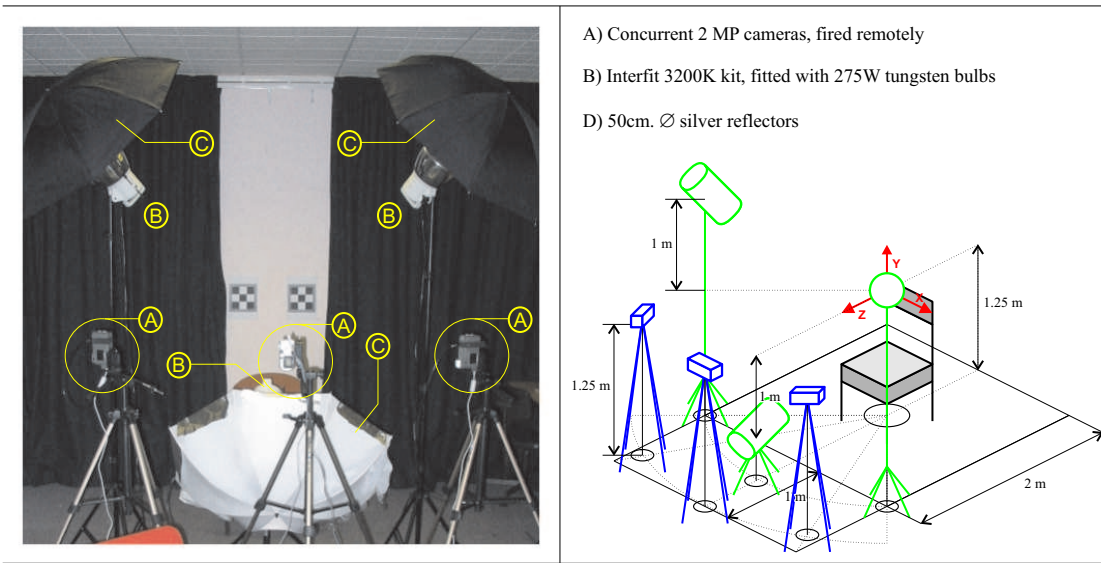 C
C
B
B
A
A
A
B
C
A) Concurrent 2 MP cameras, fired remotely
B) Interfit 3200K kit, fitted with 275W tungsten bulbs
D) 50cm. ∅ silver reflectors
1 m
Y
X
Z
1.25 m
1.25 m
1 m
1 m
2 m